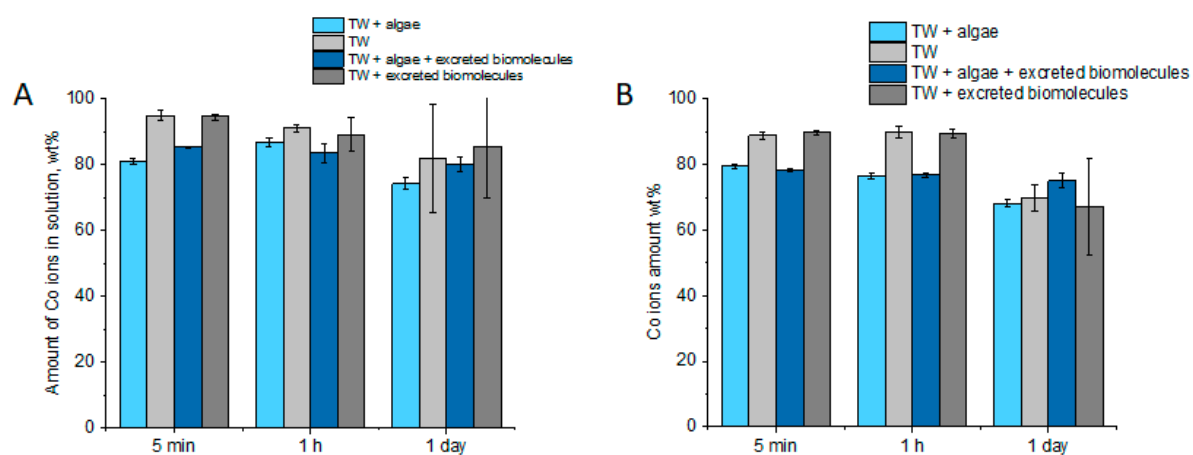 TW + algae
TW
TW + algae + excreted biomolecules
TW + excreted biomolecules
A
Amount of Co ions in solution, wt%
100
80
60
40
20
0
5 min
1 h
1 day
TW + algae
TW
TW + algae + excreted biomolecules
TW + excreted biomolecules
B
Co ions amount wt%
100
80
60
40
20
0
5 min
1 h
1 day